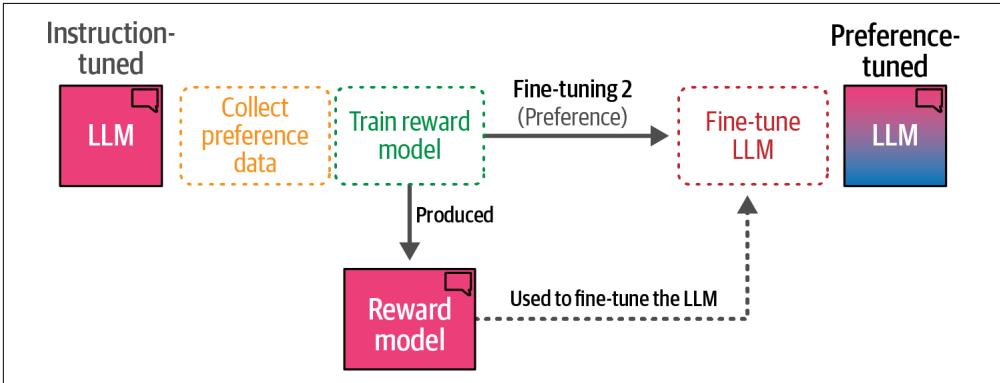 Instruction-
tuned
LLM
Collect
preference
data
Train reward
model
Fine-tuning 2
(Preference)
Fine-tune
LLM
Preference-
tuned
LLM
Produced
Reward
model
Used to fine-tune the LLM